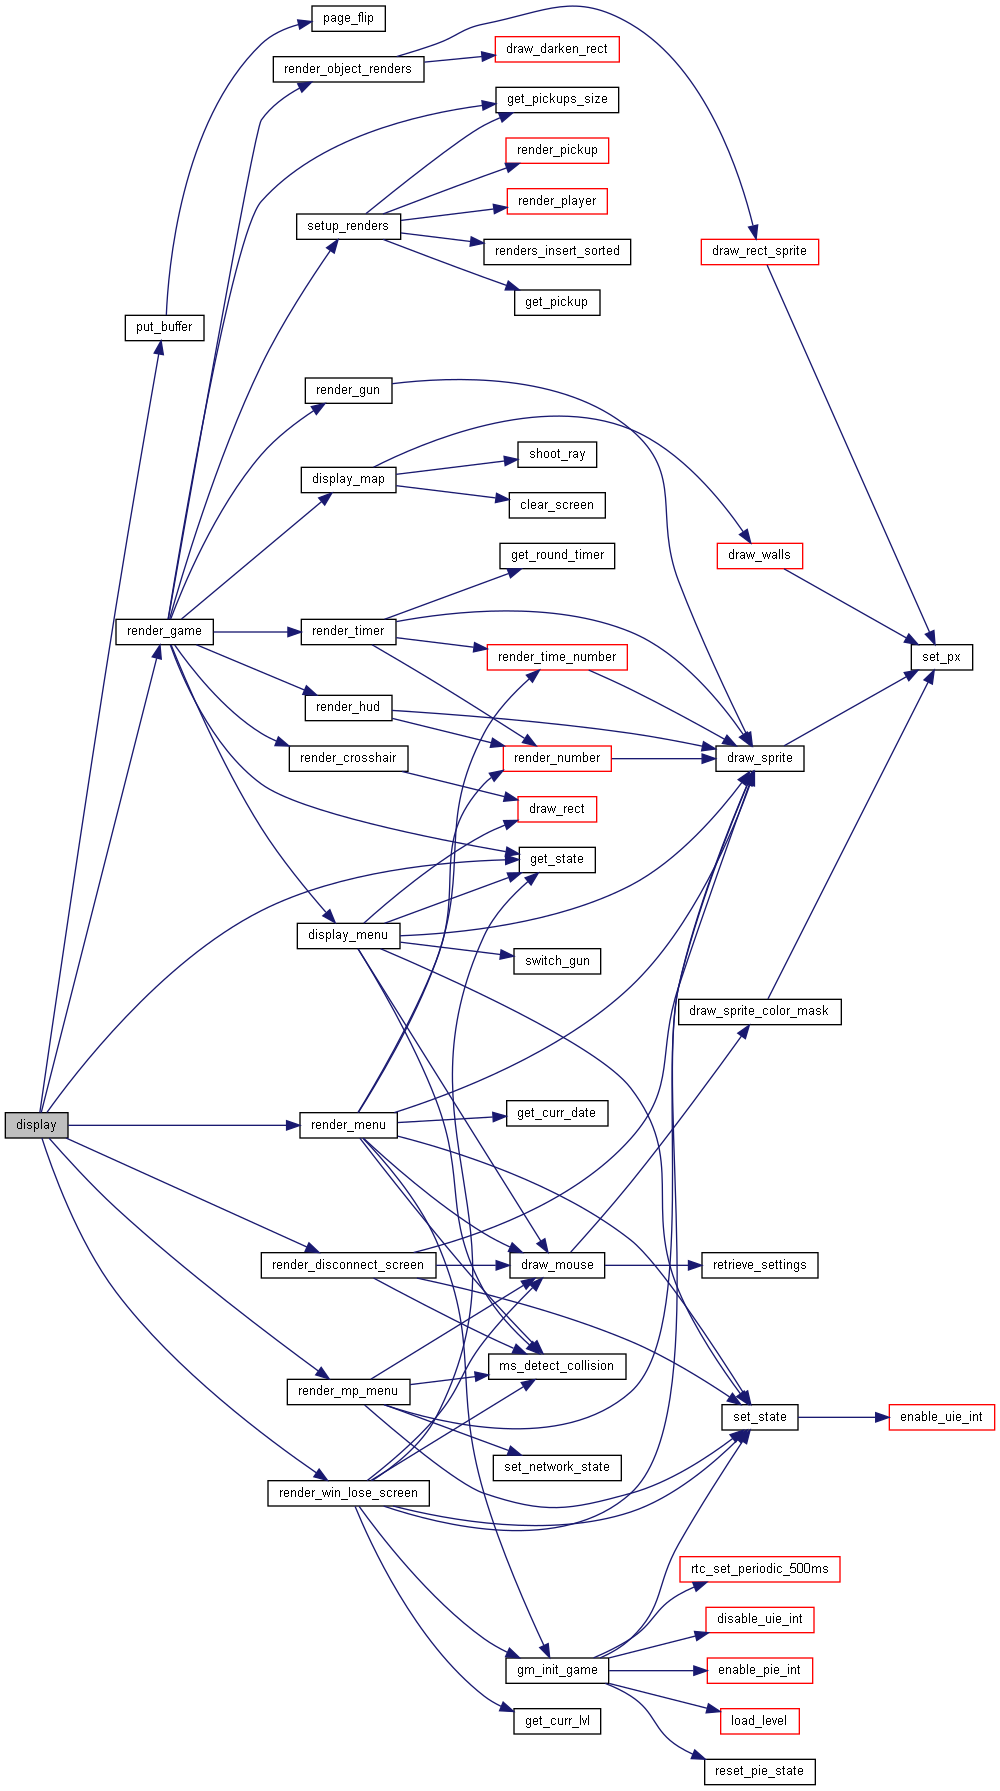 page_flip
render_object_renders
draw_darken_rect
get_pickups_size
render_pickup
render_player
setup_renders
renders_insert_sorted
draw_rect_sprite
get_pickup
put_buffer
render_gun
shoot_ray
display_map
clear_screen
get_round_timer
draw_walls
render_game
render_timer
render_time_number
set_px
render_hud
render_crosshair
render_number
draw_sprite
draw_rect
get_state
display_menu
switch_gun
draw_sprite_color_mask
display
render_menu
get_curr_date
render_disconnect_screen
draw_mouse
retrieve_settings
ms_detect_collision
render_mp_menu
set_state
enable_uie_int
set_network_state
render_win_lose_screen
rtc_set_periodic_500ms
disable_uie_int
gm_init_game
enable_pie_int
get_curr_lvl
load_level
reset_pie_state